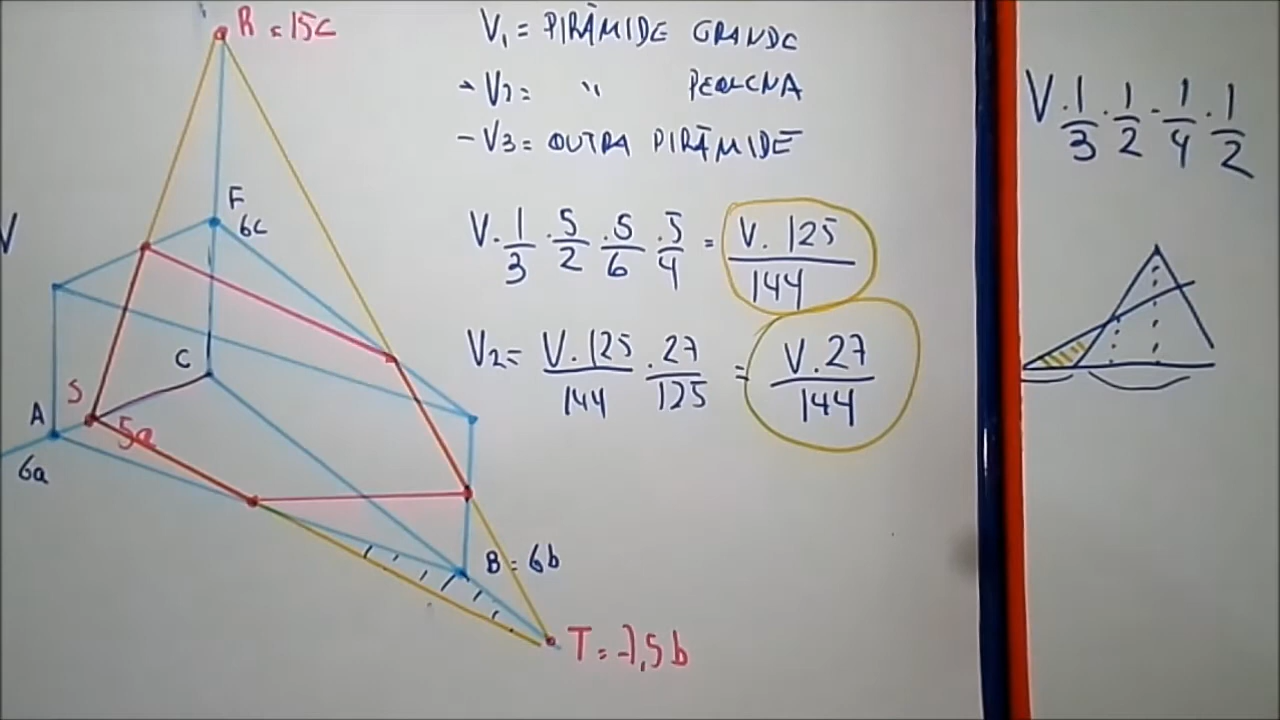 R = 15c
V₁ = PIRÂMIDE GRANDE
- V₂ = " PEQUENA
- V₃ = OUTRA PIRÂMIDE
V · 1/3 · 1/2 · 1/4 · 1/2
F
6c
V
V · 1/3 · 5/2 · 5/6 · 5/4 = V · 125/144
C
V₂ = V · 125/144 · 27/125 = V · 27/144
S
A
5a
6a
B = 6b
T = 7,5b